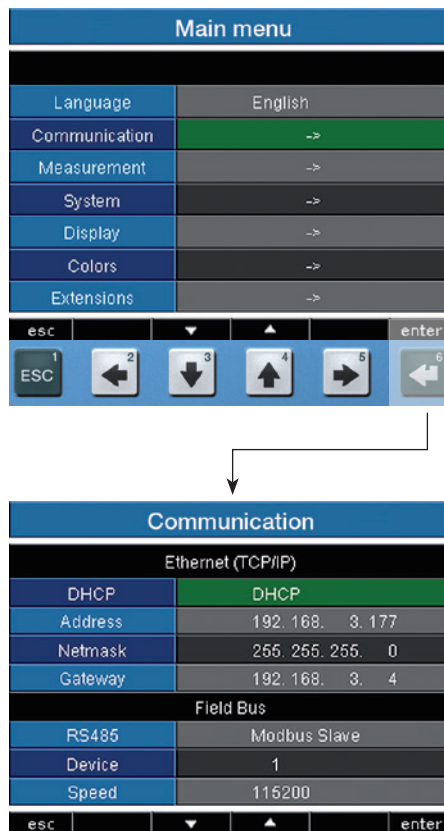 Main menu
Language English
Communication ->
Measurement ->
System ->
Display ->
Colors ->
Extensions ->
esc ▼ ▲ enter
ESC 1 2 3 4 5 6
Communication
Ethernet (TCP/IP)
DHCP DHCP
Address 192. 168. 3. 177
Netmask 255. 255. 255. 0
Gateway 192. 168. 3. 4
Field Bus
RS485 Modbus Slave
Device 1
Speed 115200
esc ▼ ▲ enter